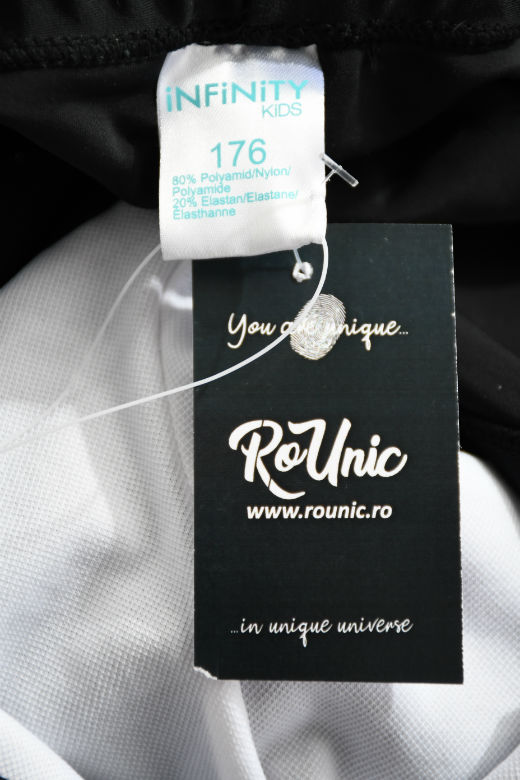 iNFiNiTY
KiDS
176
80% Polyamid/Nylon/
Polyamide
20% Elastan/Elastane/
Elasthanne
You are unique...
RoUnic
www.rounic.ro
...in unique universe